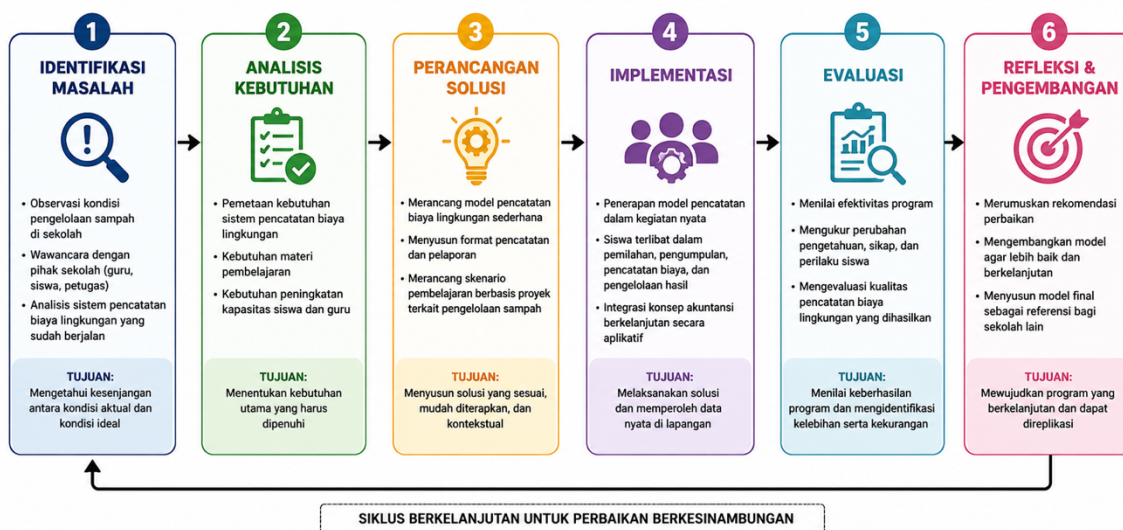 1
IDENTIFIKASI
MASALAH
• Observasi kondisi
pengelolaan sampah
di sekolah
• Wawancara dengan
pihak sekolah (guru,
siswa, petugas)
• Analisis sistem pencatatan
biaya lingkungan yang
sudah berjalan
TUJUAN:
Mengetahui kesenjangan
antara kondisi aktual dan
kondisi ideal
2
ANALISIS
KEBUTUHAN
• Pemetaan kebutuhan
sistem pencatatan biaya
lingkungan
• Kebutuhan materi
pembelajaran
• Kebutuhan peningkatan
kapasitas siswa dan guru
TUJUAN:
Menentukan kebutuhan
utama yang harus
dipenuhi
3
PERANCANGAN
SOLUSI
• Merancang model pencatatan
biaya lingkungan sederhana
• Menyusun format pencatatan
dan pelaporan
• Merancang skenario
pembelajaran berbasis proyek
terkait pengelolaan sampah
TUJUAN:
Menyusun solusi yang sesuai,
mudah diterapkan, dan
kontekstual
4
IMPLEMENTASI
• Penerapan model pencatatan
dalam kegiatan nyata
• Siswa terlibat dalam
pemilahan, pengumpulan,
pencatatan biaya, dan
pengelolaan hasil
• Integrasi konsep akuntansi
berkelanjutan secara
aplikatif
TUJUAN:
Melaksanakan solusi
dan memperoleh data
nyata di lapangan
5
EVALUASI
• Menilai efektivitas program
• Mengukur perubahan
pengetahuan, sikap, dan
perilaku siswa
• Mengevaluasi kualitas
pencatatan biaya
lingkungan yang dihasilkan
TUJUAN:
Menilai keberhasilan
program dan mengidentifikasi
kelebihan serta kekurangan
6
REFLEKSI &
PENGEMBANGAN
• Merumuskan rekomendasi
perbaikan
• Mengembangkan model
agar lebih baik dan
berkelanjutan
• Menyusun model final
sebagai referensi bagi
sekolah lain
TUJUAN:
Mewujudkan program yang
berkelanjutan dan dapat
direplikasi
SIKLUS BERKELANJUTAN UNTUK PERBAIKAN BERKESINAMBUNGAN